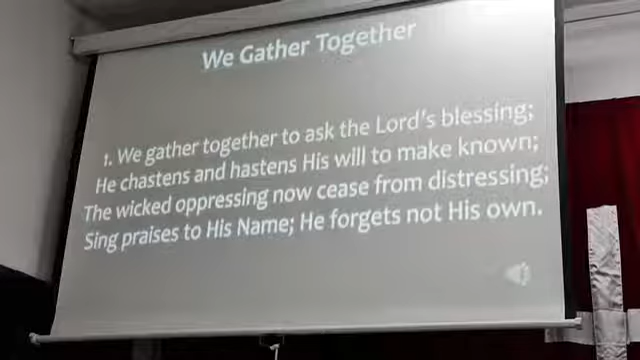 We Gather Together
1. We gather together to ask the Lord's blessing;
He chastens and hastens His will to make known;
The wicked oppressing now cease from distressing;
Sing praises to His Name; He forgets not His own.